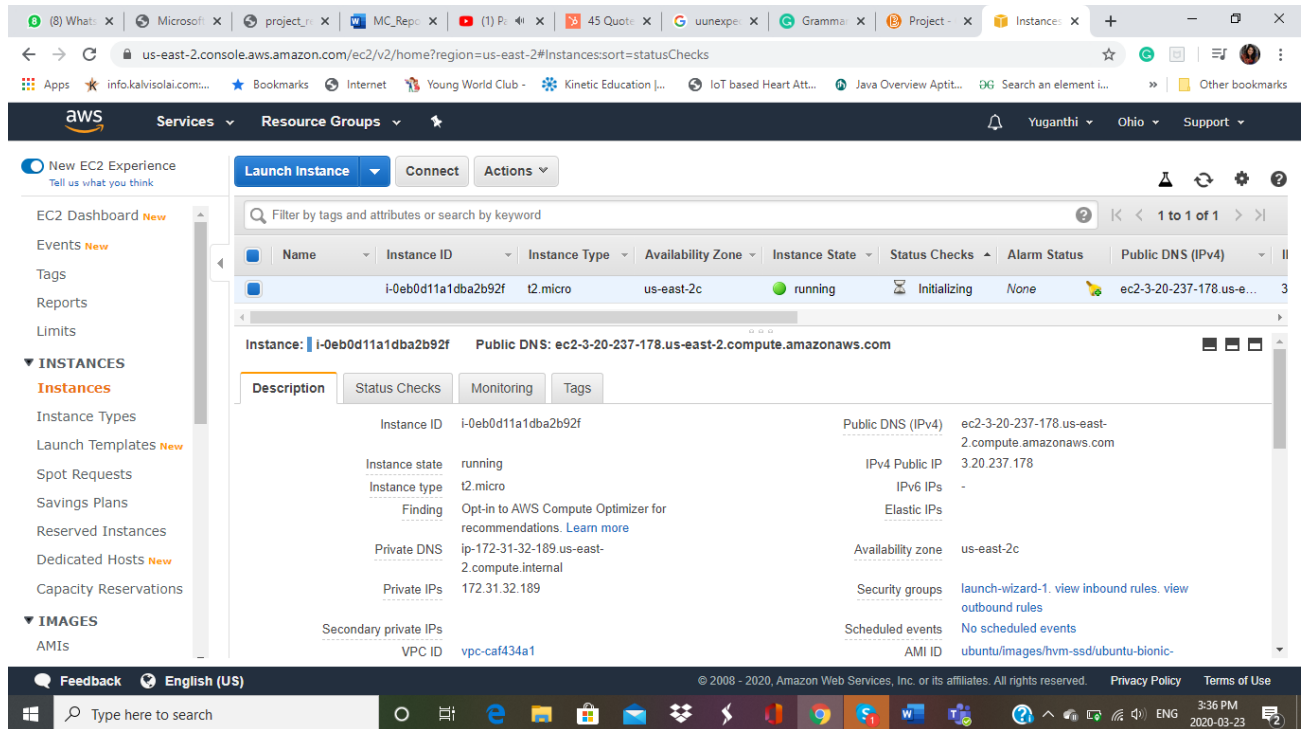 (8) Whats
Microsoft
project_re
MC_Repo
(1) Pa
45 Quote
uunexpec
Grammar
Project -
Instances
us-east-2.console.aws.amazon.com/ec2/v2/home?region=us-east-2#Instances:sort=statusChecks
Apps info.kalvisolai.com:... Bookmarks Internet Young World Club - Kinetic Education |... IoT based Heart Att... Java Overview Aptit... Search an element i... » Other bookmarks
aws Services Resource Groups Yuganthi Ohio Support
New EC2 Experience
Tell us what you think
EC2 Dashboard New
Events New
Tags
Reports
Limits
INSTANCES
Instances
Instance Types
Launch Templates New
Spot Requests
Savings Plans
Reserved Instances
Dedicated Hosts New
Capacity Reservations
IMAGES
AMIs
Launch Instance Connect Actions
Filter by tags and attributes or search by keyword
1 to 1 of 1
Name Instance ID Instance Type Availability Zone Instance State Status Checks Alarm Status Public DNS (IPv4)
i-0eb0d11a1dba2b92f t2.micro us-east-2c running Initializing None ec2-3-20-237-178.us-e... 3
Instance: i-0eb0d11a1dba2b92f Public DNS: ec2-3-20-237-178.us-east-2.compute.amazonaws.com
Description Status Checks Monitoring Tags
Instance ID i-0eb0d11a1dba2b92f
Instance state running
Instance type t2.micro
Finding Opt-in to AWS Compute Optimizer for
recommendations. Learn more
Private DNS ip-172-31-32-189.us-east-
2.compute.internal
Private IPs 172.31.32.189
Secondary private IPs
VPC ID vpc-caf434a1
Public DNS (IPv4) ec2-3-20-237-178.us-east-
2.compute.amazonaws.com
IPv4 Public IP 3.20.237.178
IPv6 IPs -
Elastic IPs
Availability zone us-east-2c
Security groups launch-wizard-1. view inbound rules. view
outbound rules
Scheduled events No scheduled events
AMI ID ubuntu/images/hvm-ssd/ubuntu-bionic-
Feedback English (US) © 2008 - 2020, Amazon Web Services, Inc. or its affiliates. All rights reserved. Privacy Policy Terms of Use
Type here to search
ENG
3:36 PM
2020-03-23
2